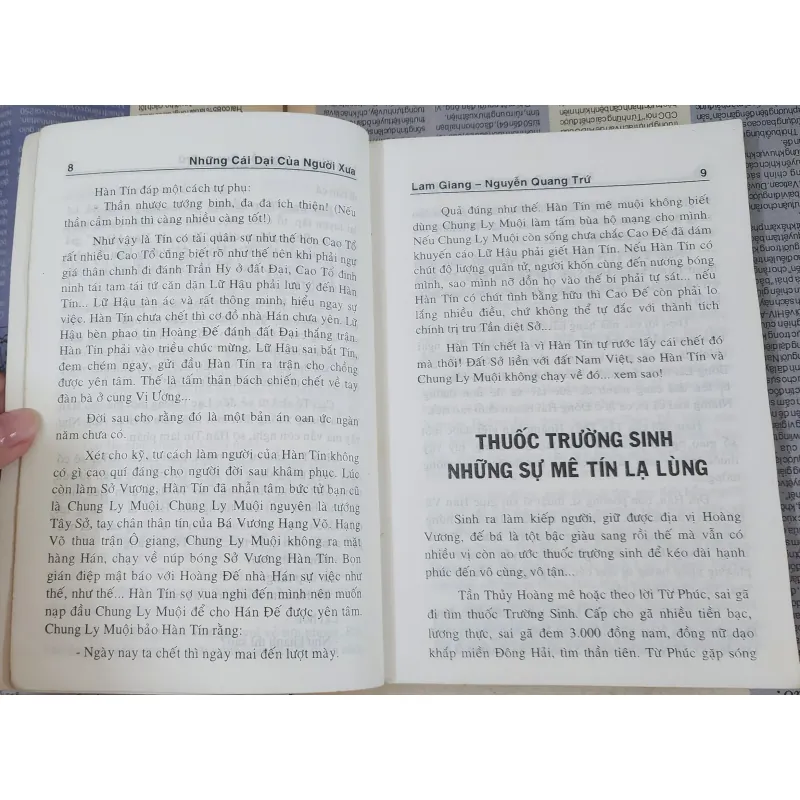 8 Những Cái Dại Của Người Xưa
Hàn Tín đáp một cách tự phụ:
- Thần nhược tướng binh, đa đa ích thiện! (Nếu
thần cầm binh thì càng nhiều càng tốt!)
Như vậy là Tín có tài quân sự như thế hơn Cao Tổ
rất nhiều. Cao Tổ cũng biết rõ như thế nên khi phải ngự
giá thân chinh đi đánh Trần Hy ở đất Đại, Cao Tổ đinh
ninh tái tam tái tứ căn dặn Lữ Hậu phải lưu ý đến Hàn
Tín... Lữ Hậu tàn ác và rất thông minh, hiểu ngay sự
việc. Hàn Tín chưa chết thì cơ đồ nhà Hán chưa yên. Lữ
Hậu bèn phao tin Hoàng Đế đánh đất Đại thắng trận.
Hàn Tín phải vào triều chúc mừng. Lữ Hậu sai bắt Tín,
đem chém ngay, gửi đầu Hàn Tín ra trận cho chồng
được yên tâm. Thế là tấm thân bách chiến chết về tay
đàn bà ở cung Vị Ương...
Đời sau cho rằng đó là một bản án oan ức ngàn
năm chưa có.
Xét cho kỹ, tư cách làm người của Hàn Tín không
có gì cao quí đáng cho người đời sau khâm phục. Lúc
còn làm Sở Vương, Hàn Tín đã nhẫn tâm bức tử bạn cũ
là Chung Ly Muội. Chung Ly Muội nguyên là tướng
Tây Sở, tay chân thân tín của Bá Vương Hạng Võ. Hạng
Võ thua trận Ô giang, Chung Ly Muội không ra mặt
hàng Hán, chạy về núp bóng Sở Vương Hàn Tín. Bọn
gián điệp mật báo với Hoàng Đế nhà Hán sự việc như
thế, như thế... Hàn Tín sợ vua nghi đến mình nên muốn
nạp đầu Chung Ly Muội để cho Hán Đế được yên tâm.
Chung Ly Muội bảo Hàn Tín rằng:
- Ngày nay ta chết thì ngày mai đến lượt mày.
Lam Giang – Nguyễn Quang Trứ 9
Quả đúng như thế. Hàn Tín mê muội không biết
dùng Chung Ly Muội làm tấm bùa hộ mạng cho mình.
Nếu Chung Ly Muội còn sống chưa chắc Cao Đế đã dám
khuyến cáo Lữ Hậu phải giết Hàn Tín. Nếu Hàn Tín có
chút độ lượng quân tử, người khốn cùng đến nương bóng
mình, sao mình nỡ dồn họ vào thế bí phải tự sát... nếu
Hàn Tín có chút tình bằng hữu thì Cao Đế còn phải lo
lắng nhiều điều, chứ không thể tự đắc với thành tích
chính trị tru Tần diệt Sở...
Hàn Tín chết là vì Hàn Tín tự rước lấy cái chết đó
mà thôi! Đất Sở liền với đất Nam Việt, sao Hàn Tín và
Chung Ly Muội không chạy về đó... xem sao!
THUỐC TRƯỜNG SINH
NHỮNG SỰ MÊ TÍN LẠ LÙNG
Sinh ra làm kiếp người, giữ được địa vị Hoàng
Vương, đế bá là tột bậc giàu sang rồi thế mà vẫn có
nhiều vị còn ao ước thuốc trường sinh để kéo dài hạnh
phúc đến vô cùng, vô tận...
Tần Thủy Hoàng mê hoặc theo lời Từ Phúc, sai gã
đi tìm thuốc Trường Sinh. Cấp cho gã nhiều tiền bạc,
lương thực, sai gã đem 3.000 đồng nam, đồng nữ dạo
khắp miền Đông Hải, tìm thần tiên. Từ Phúc gặp sóng